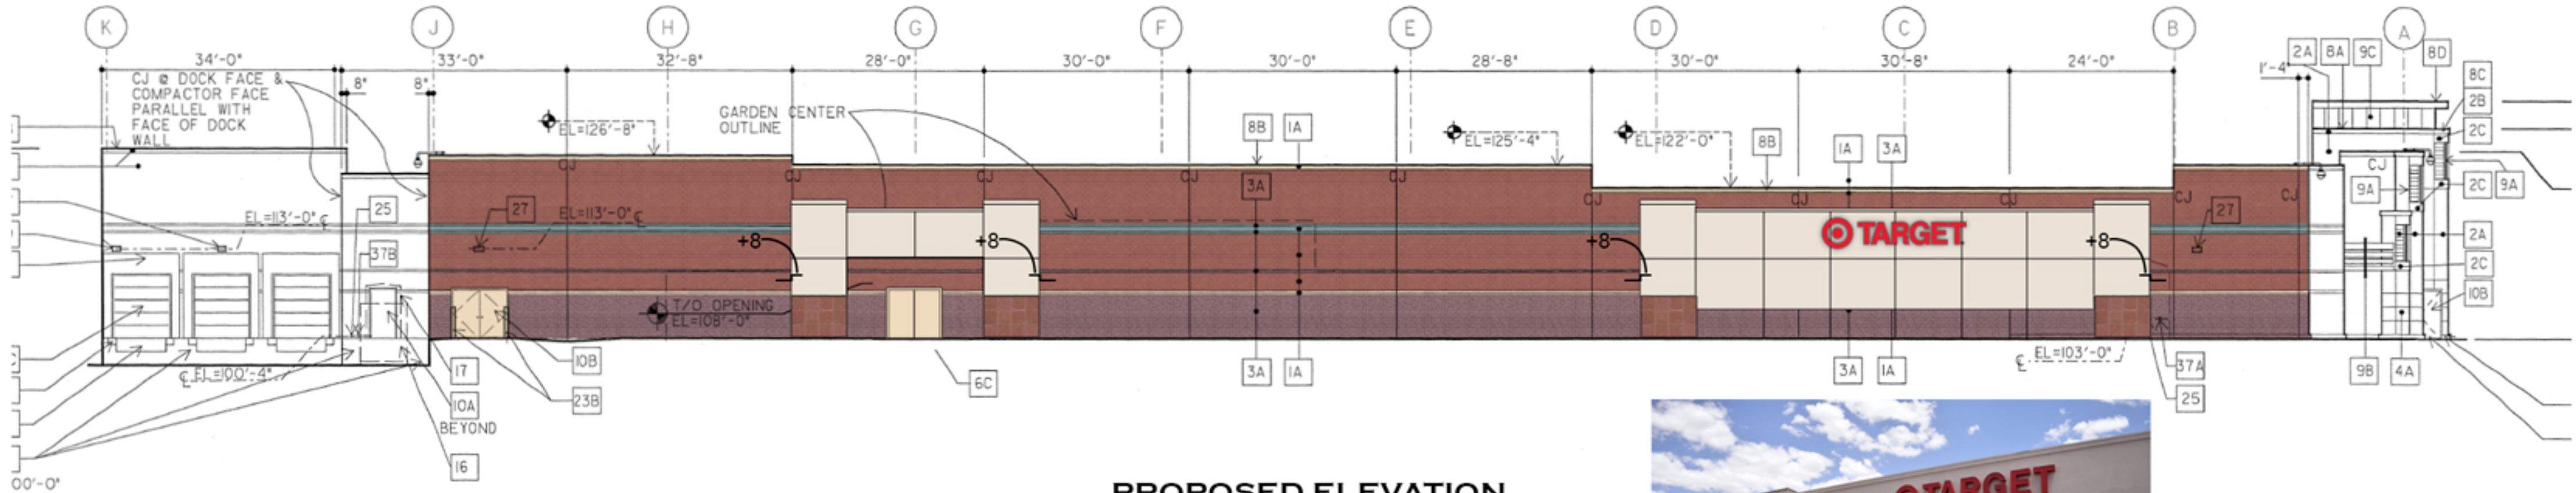 K J H G F E D C B A
34'-0" 33'-0" 32'-8" 28'-0" 30'-0" 30'-0" 28'-8" 30'-0" 30'-8" 24'-0" 1'-4"
2A 8A 9C 8D
CJ @ DOCK FACE &
COMPACTOR FACE
PARALLEL WITH
FACE OF DOCK
WALL
8" 8"
GARDEN CENTER
OUTLINE
EL=126'-8"
EL=125'-4"
EL=122'-0"
8B 1A
8B
1A 3A
8C
2B
2C
CJ CJ CJ CJ CJ CJ CJ CJ CJ CJ CJ
3A
9A
2C 9A
25
27
27
EL=113'-0" ℄
EL=113'-0" ℄
+8 +8 +8 +8
TARGET
37B
2A
2C
10B
T/O OPENING
EL=108'-0"
EL=103'-0"
℄
10B
℄ EL=100'-4"
17
10A
BEYOND
16
23B
6C
3A 1A
3A 1A
37A
25
9B 4A
00'-0"
PROPOSED ELEVATION
TARGET